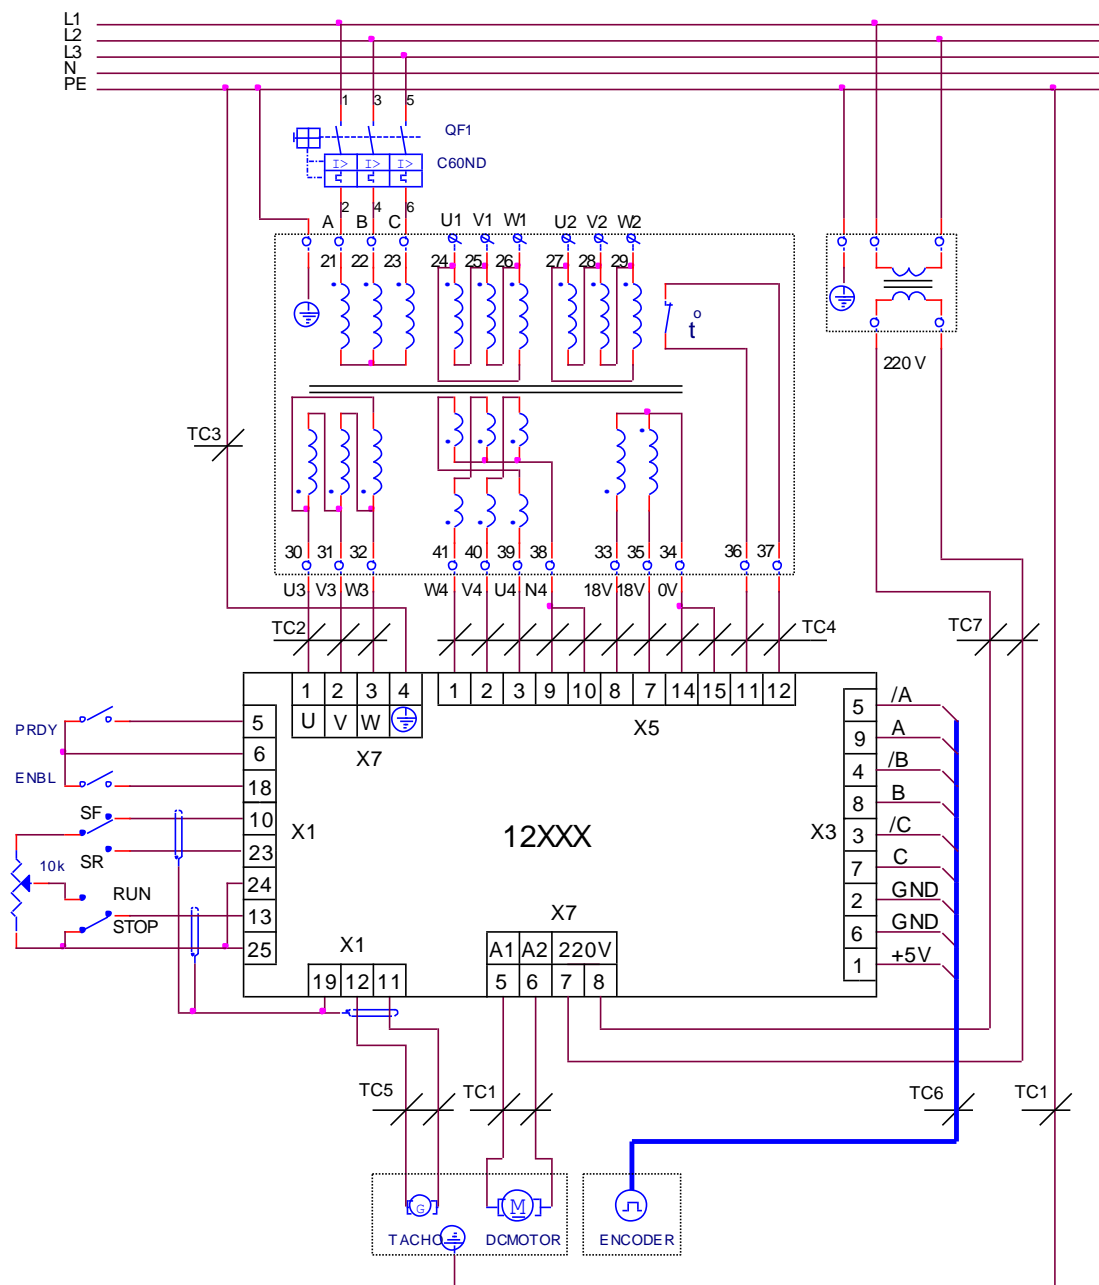 L1
L2
L3
N
PE
1 3 5
QF1
I> I> I>
C60ND
2 4 6
A B C U1 V1 W1 U2 V2 W2
21 22 23 24 25 26 27 28 29
t°
220 V
TC3
30 31 32 41 40 39 38 33 35 34 36 37
U3 V3 W3 W4 V4 U4 N4 18V 18V 0V
TC2 TC4 TC7
1 2 3 4 1 2 3 9 10 8 7 14 15 11 12
U V W
X7 X5
5 /A
9 A
4 /B
8 B
3 /C
7 C
2 GND
6 GND
1 +5V
X3
PRDY 5
6
ENBL 18
SF 10
SR 23
10k 24
RUN
STOP 13
25
X1
12XXX
X7
X1 A1 A2 220V
19 12 11 5 6 7 8
TC5 TC1 TC6 TC1
G M
TACHO DCMOTOR ENCODER